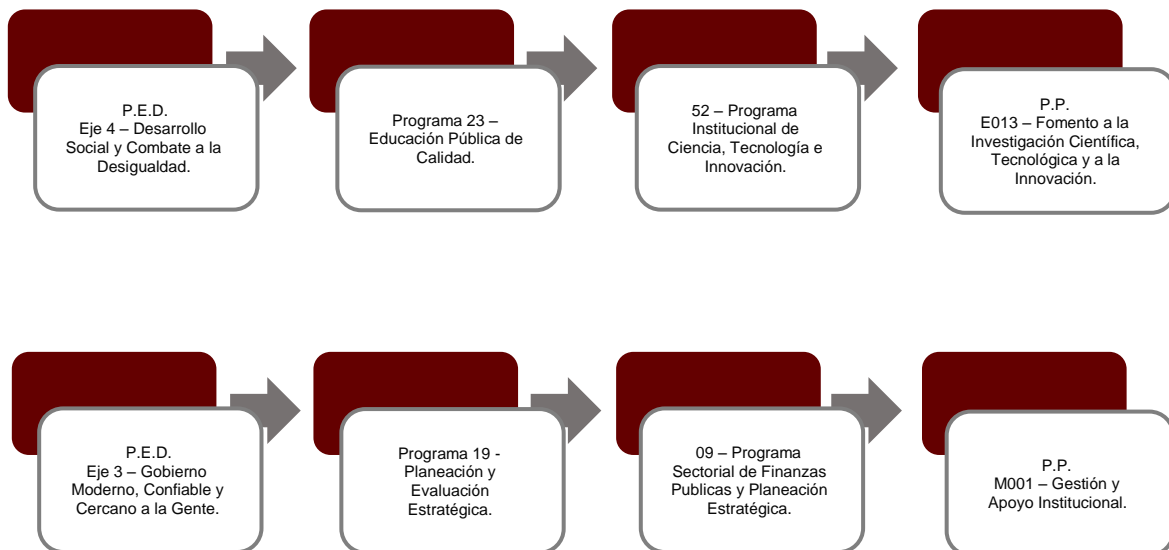 P.E.D.
Eje 4 – Desarrollo
Social y Combate a la
Desigualdad.
Programa 23 –
Educación Pública de
Calidad.
52 – Programa
Institucional de
Ciencia, Tecnología e
Innovación.
P.P.
E013 – Fomento a la
Investigación Científica,
Tecnológica y a la
Innovación.
P.E.D.
Eje 3 – Gobierno
Moderno, Confiable y
Cercano a la Gente.
Programa 19 -
Planeación y
Evaluación
Estratégica.
09 – Programa
Sectorial de Finanzas
Publicas y Planeación
Estratégica.
P.P.
M001 – Gestión y
Apoyo Institucional.